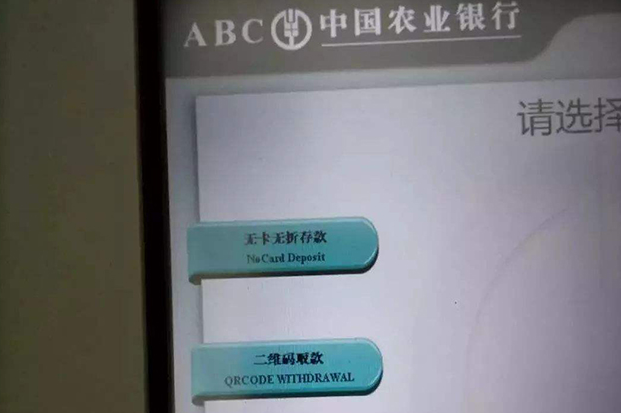 ABC 中国农业银行
请选择
无卡无折存款
NoCard Deposit
二维码取款
QRCODE WITHDRAWAL